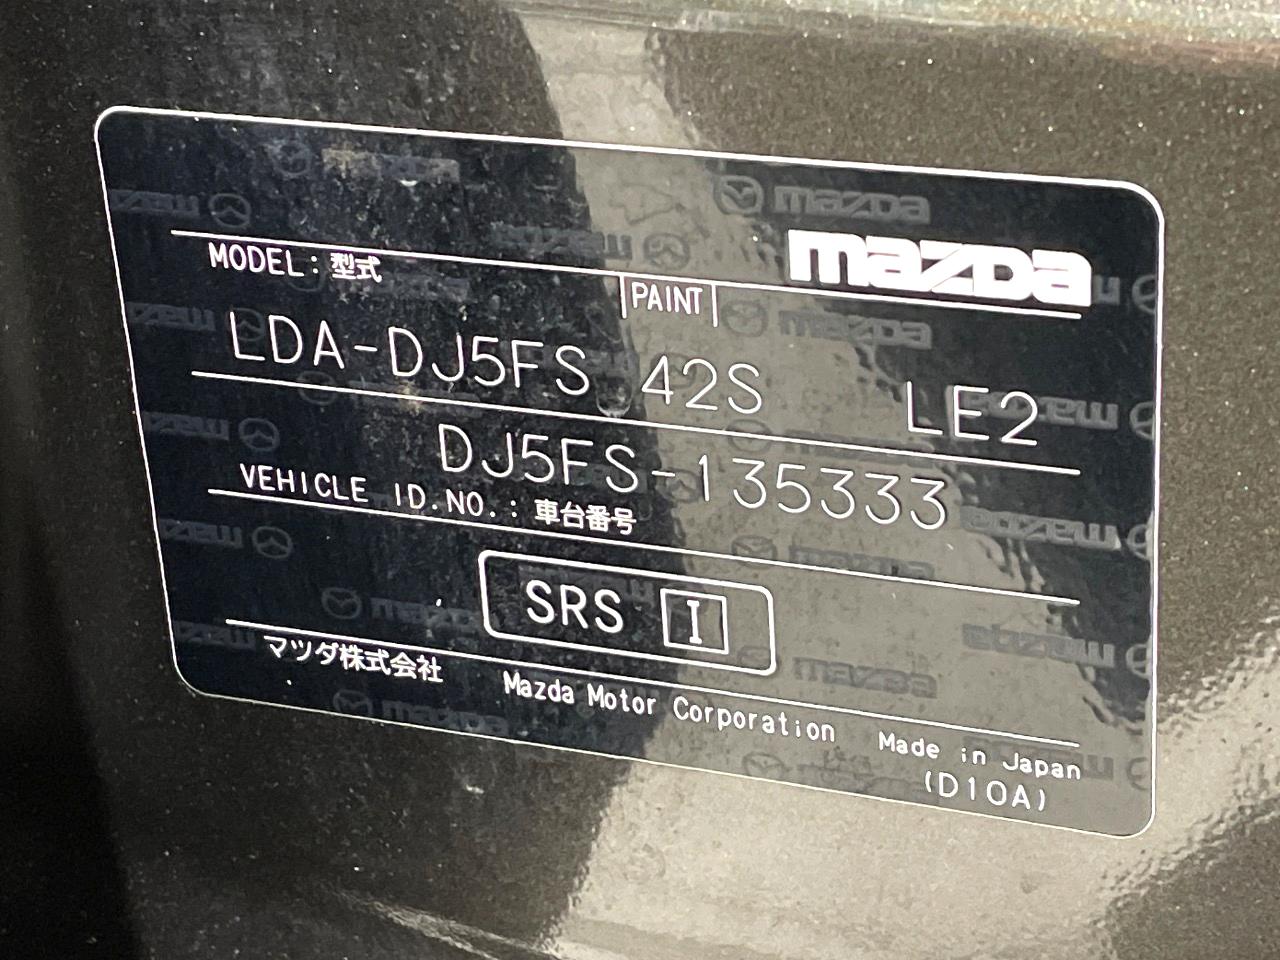 mazda
MODEL:型式
PAINT
LDA-DJ5FS 42S LE2
DJ5FS-135333
VEHICLE ID.NO.:車台番号
SRS I
マツダ株式会社 Mazda Motor Corporation Made in Japan
(D10A)